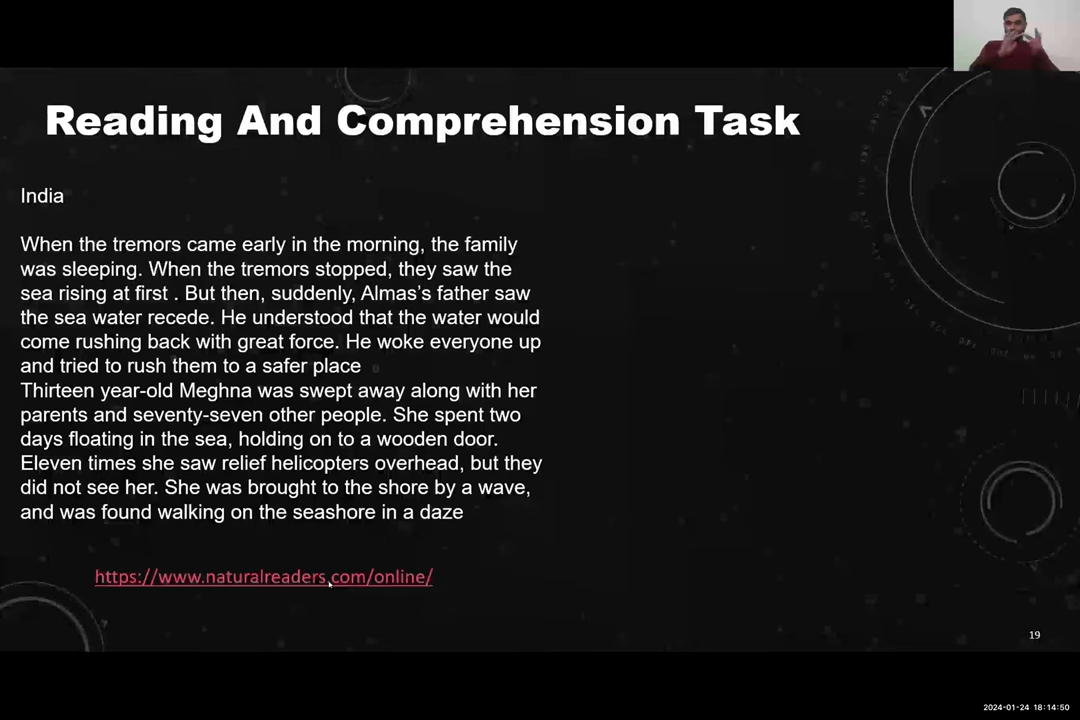 Reading And Comprehension Task
India
When the tremors came early in the morning, the family
was sleeping. When the tremors stopped, they saw the
sea rising at first . But then, suddenly, Almas's father saw
the sea water recede. He understood that the water would
come rushing back with great force. He woke everyone up
and tried to rush them to a safer place
Thirteen year-old Meghna was swept away along with her
parents and seventy-seven other people. She spent two
days floating in the sea, holding on to a wooden door.
Eleven times she saw relief helicopters overhead, but they
did not see her. She was brought to the shore by a wave,
and was found walking on the seashore in a daze
https://www.naturalreaders.com/online/
19
2024-01-24 18:14:50